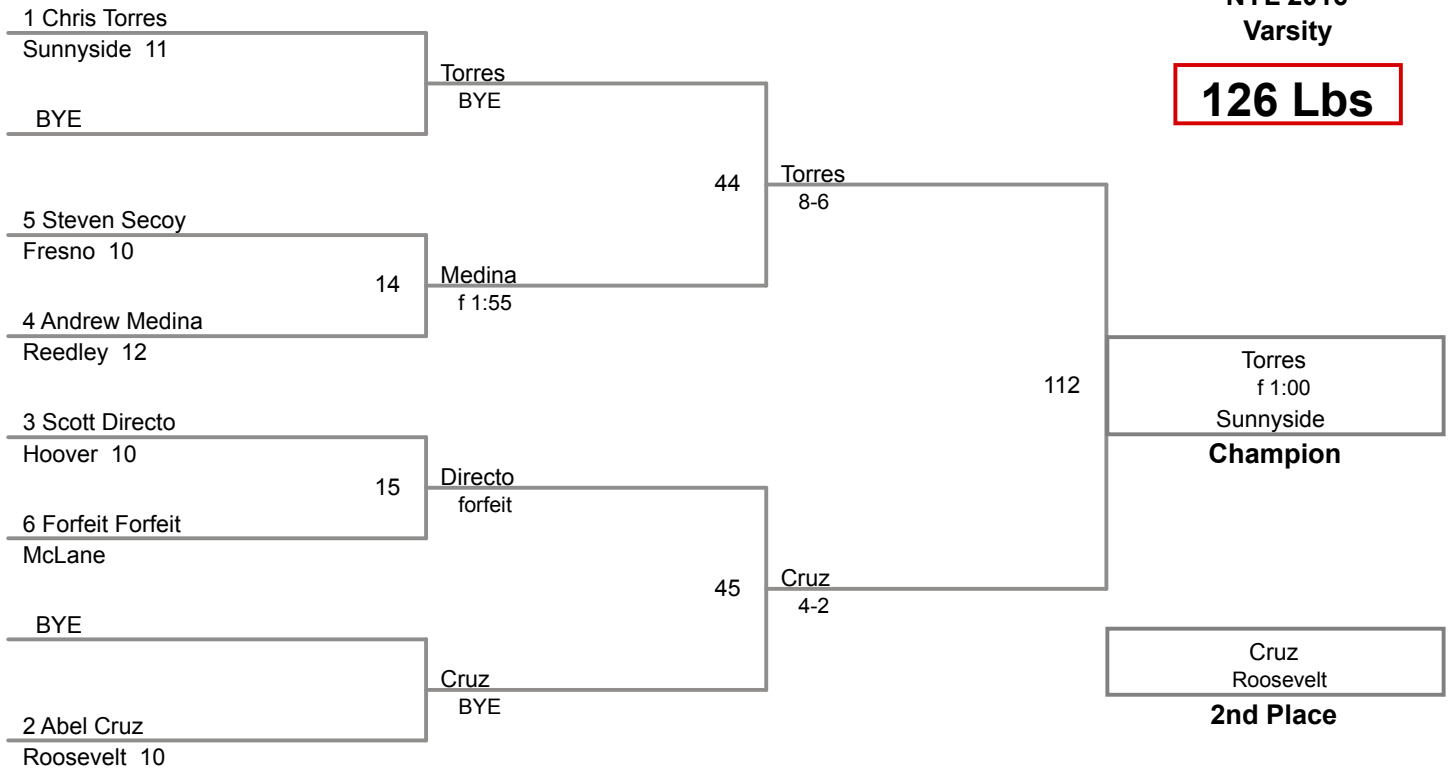 Varsity
126 Lbs
1 Chris Torres
Sunnyside 11
BYE
Torres
BYE
5 Steven Secoy
Fresno 10
14
4 Andrew Medina
Reedley 12
Medina
f 1:55
44
Torres
8-6
3 Scott Directo
Hoover 10
15
6 Forfeit Forfeit
McLane
Directo
forfeit
BYE
2 Abel Cruz
Roosevelt 10
Cruz
BYE
45
Cruz
4-2
112
Torres
f 1:00
Sunnyside
Champion
Cruz
Roosevelt
2nd Place